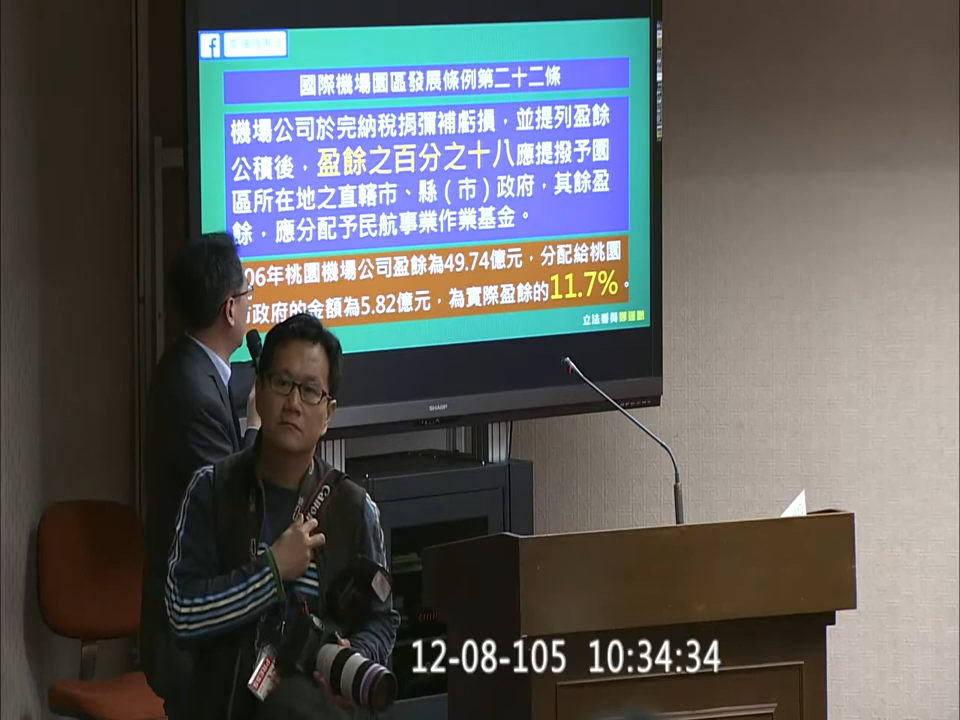 f
國際機場園區發展條例第二十二條
機場公司於完納稅捐彌補虧損，並提列盈餘
公積後，盈餘之百分之十八應提撥予園
區所在地之直轄市、縣（市）政府，其餘盈
餘，應分配予民航事業作業基金。
06年桃園機場公司盈餘為49.74億元，分配給桃園
市政府的金額為5.82億元，為實際盈餘的11.7%。
立法委員
SHARP
Canon
PRESS
12-08-105 10:34:34